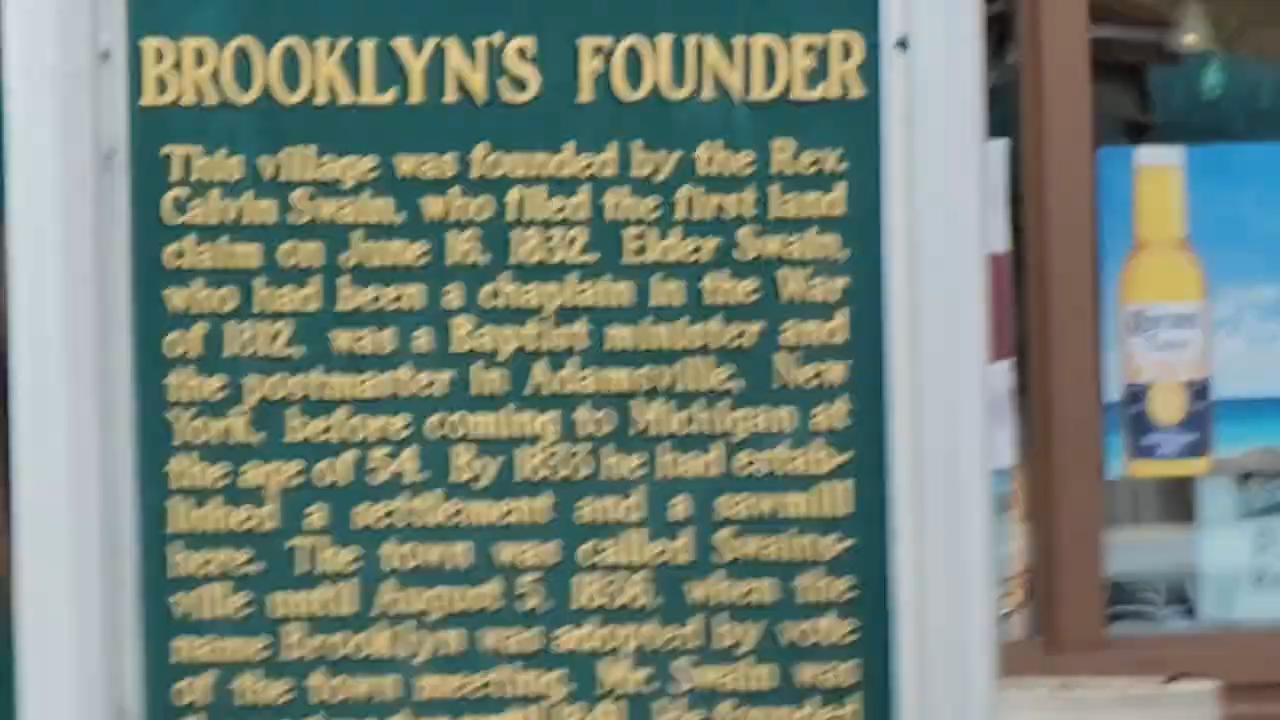 BROOKLYN'S FOUNDER
This village was founded by the Rev.
Calvin Swain, who filed the first land
claim on June 16, 1832. Elder Swain,
who had been a chaplain in the War
of 1812, was a Baptist minister and
the postmaster in Adamsville, New
York, before coming to Michigan at
the age of 54. By 1833 he had estab-
lished a settlement and a sawmill
here. The town was called Swains-
ville until August 5, 1836, when the
name Brooklyn was adopted by vote
of the town meeting. Mr. Swain was
He founded